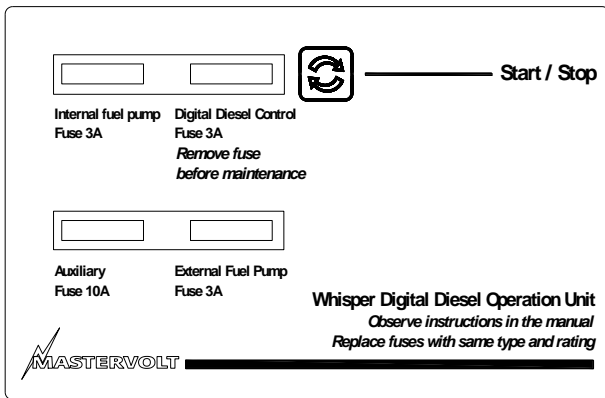 Start / Stop
Internal fuel pump
Fuse 3A
Digital Diesel Control
Fuse 3A
Remove fuse
before maintenance
Auxiliary
Fuse 10A
External Fuel Pump
Fuse 3A
Whisper Digital Diesel Operation Unit
Observe instructions in the manual
Replace fuses with same type and rating
MASTERVOLT